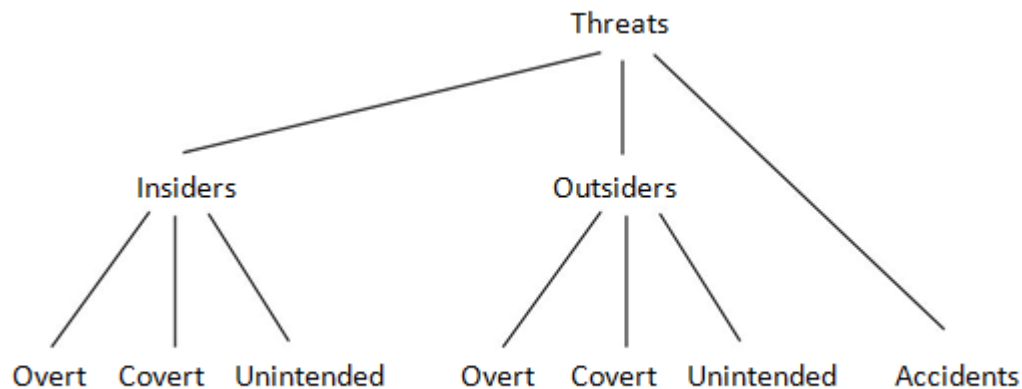 Threats
Insiders Outsiders
Overt Covert Unintended Overt Covert Unintended Accidents